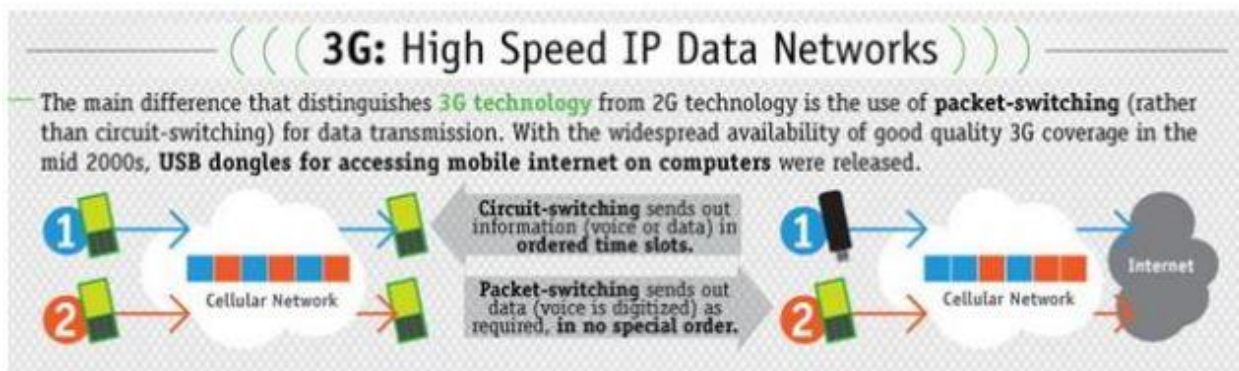 3G: High Speed IP Data Networks
The main difference that distinguishes 3G technology from 2G technology is the use of packet-switching (rather
than circuit-switching) for data transmission. With the widespread availability of good quality 3G coverage in the
mid 2000s, USB dongles for accessing mobile internet on computers were released.
1
Cellular Network
2
Circuit-switching sends out
information (voice or data) in
ordered time slots.
Packet-switching sends out
data (voice is digitized) as
required, in no special order.
1
Cellular Network
Internet
2